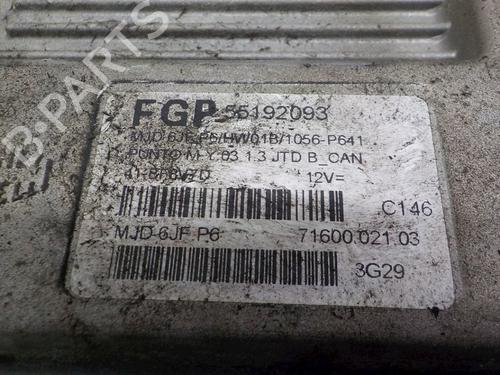 B-PARTS
FGP 55192093
MJD 6JF P6/HW01B/1056-P641
PUNTO M.Y.03 1.3 JTD B_CAN
12V=
C146
MJD 6JF P6 71600.021.03
3G29